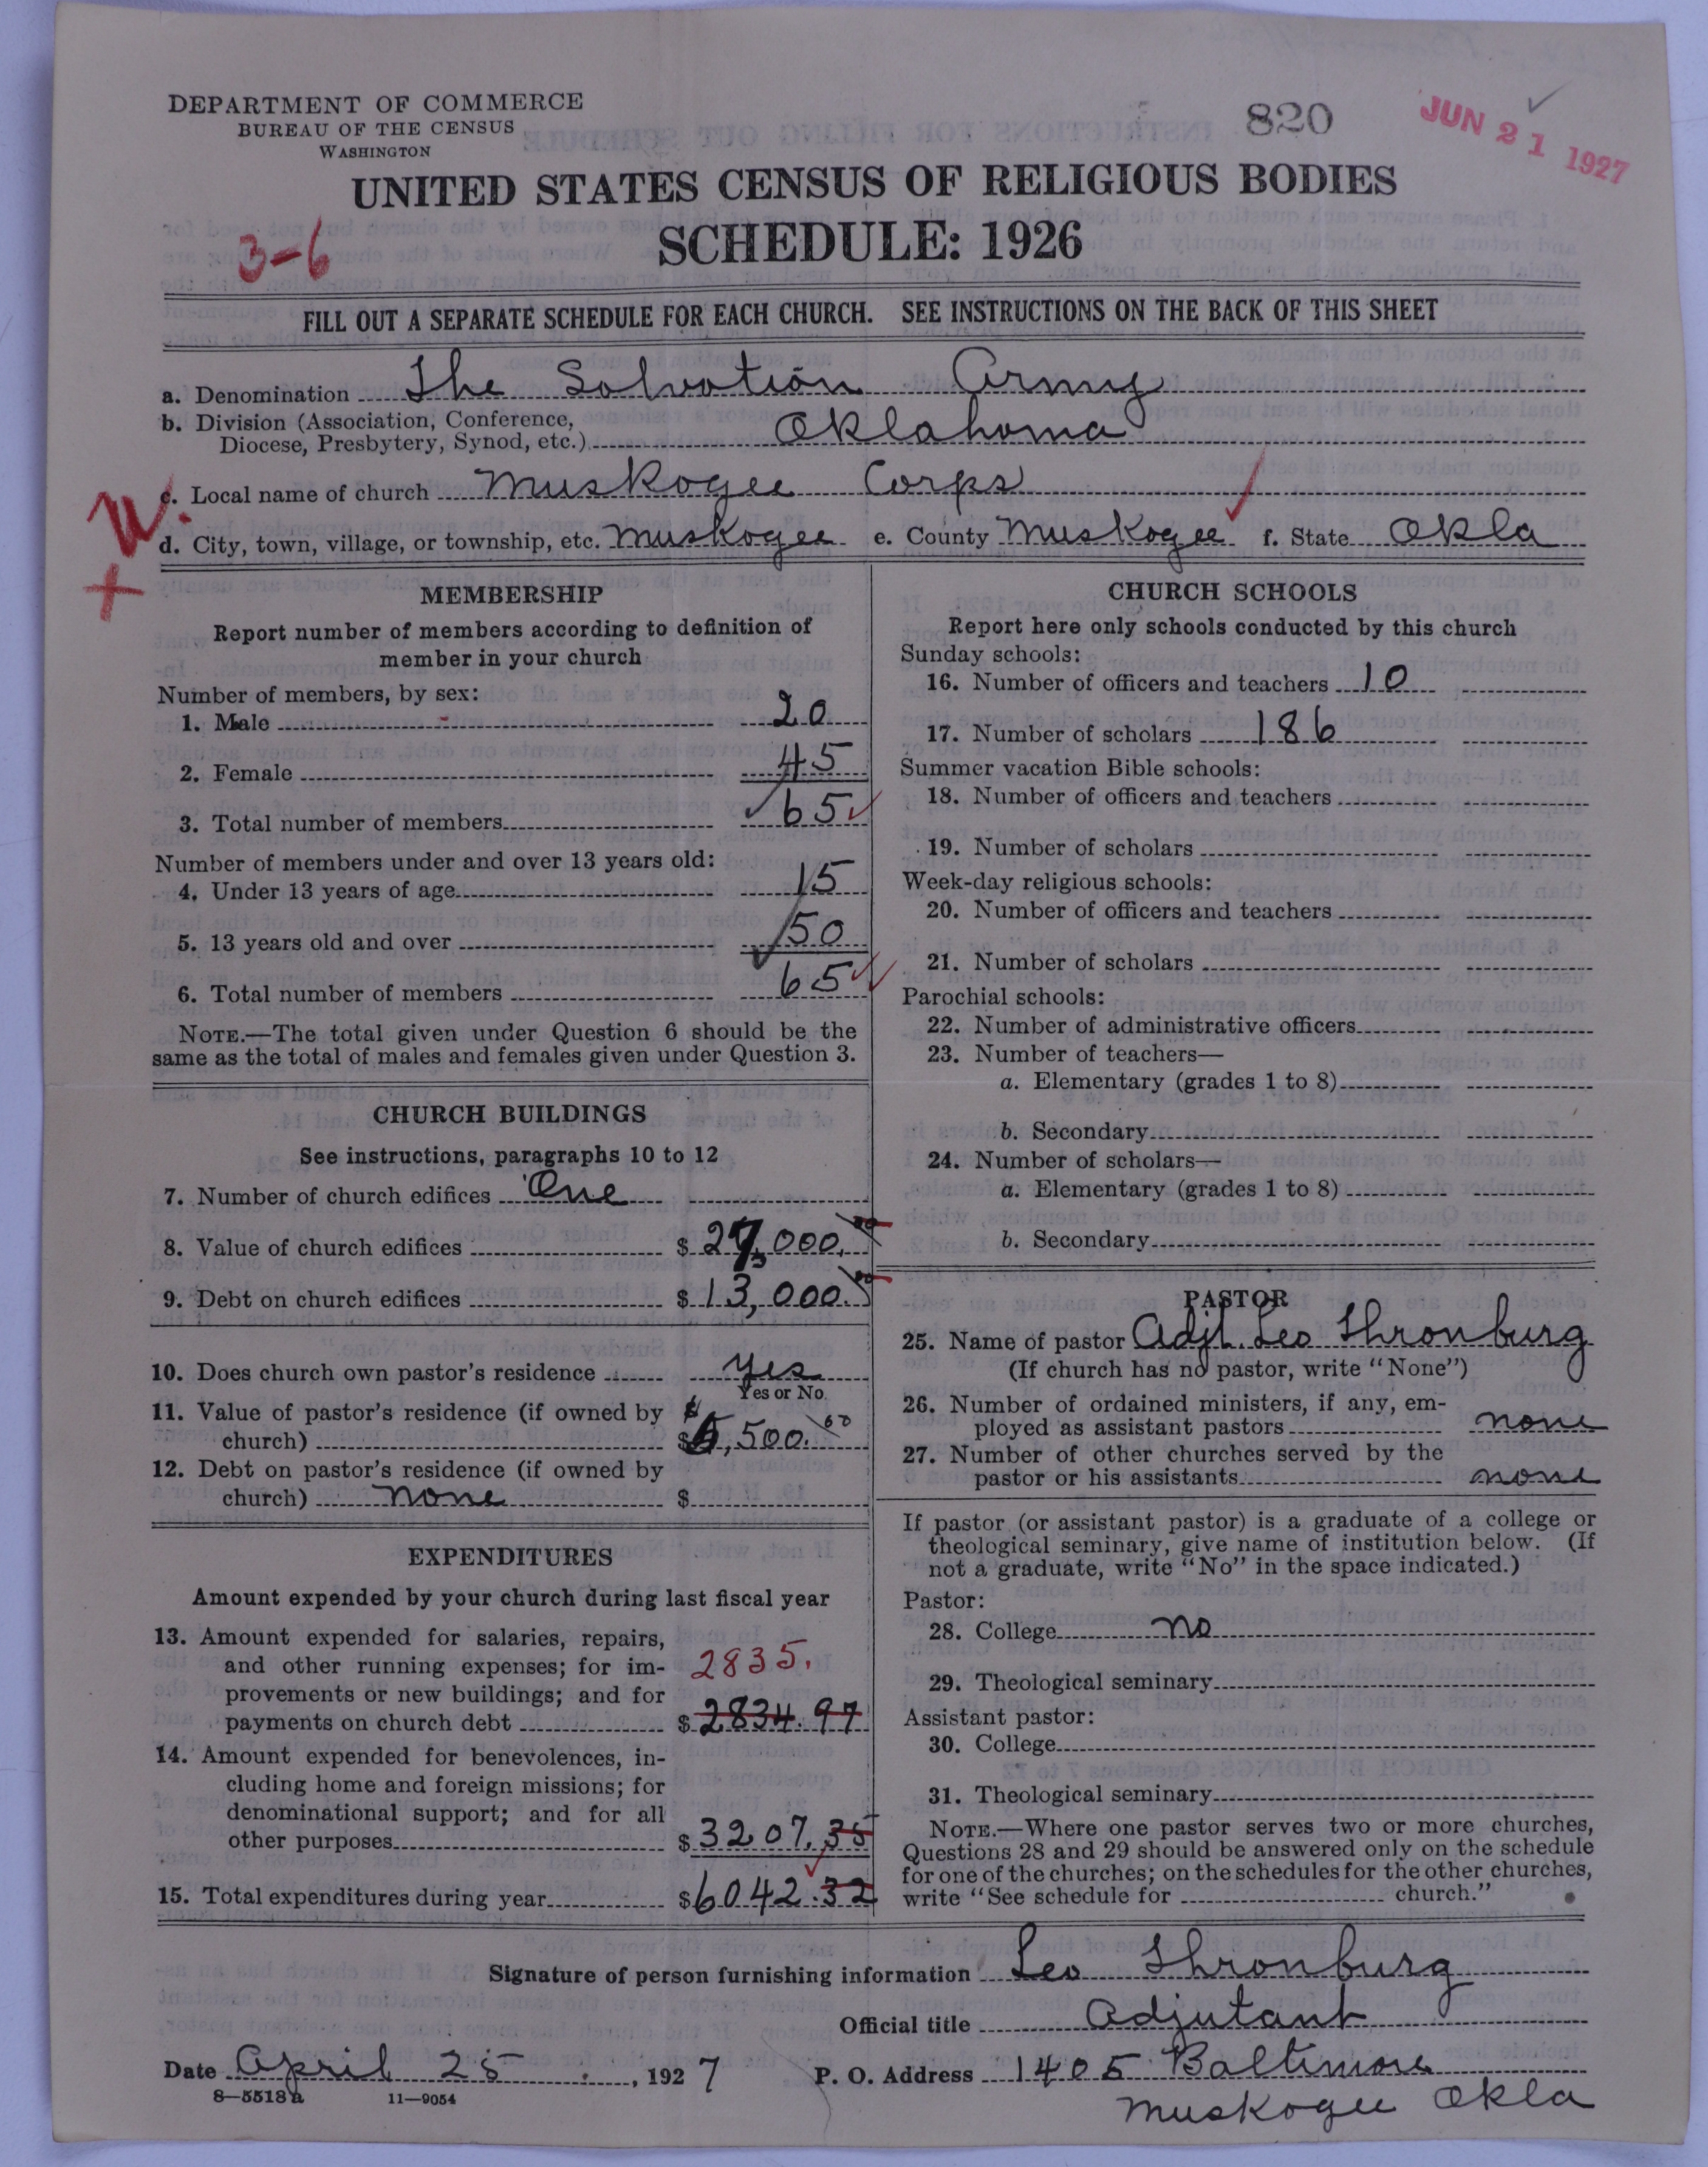 DEPARTMENT OF COMMERCE
BUREAU OF THE CENSUS
WASHINGTON
820
JUN 21 1927
UNITED STATES CENSUS OF RELIGIOUS BODIES
SCHEDULE: 1926
3-6
FILL OUT A SEPARATE SCHEDULE FOR EACH CHURCH. SEE INSTRUCTIONS ON THE BACK OF THIS SHEET
a. Denomination The Salvation Army
b. Division (Association, Conference,
Diocese, Presbytery, Synod, etc.) Oklahoma
c. Local name of church Muskogee Corps
d. City, town, village, or township, etc. Muskogee e. County Muskogee f. State Okla
MEMBERSHIP
Report number of members according to definition of
member in your church
Number of members, by sex:
1. Male 20
2. Female 45
3. Total number of members 65
Number of members under and over 13 years old:
4. Under 13 years of age 15
5. 13 years old and over 50
6. Total number of members 65
NOTE.—The total given under Question 6 should be the
same as the total of males and females given under Question 3.
CHURCH BUILDINGS
See instructions, paragraphs 10 to 12
7. Number of church edifices One
8. Value of church edifices $ 27,000.
9. Debt on church edifices $ 13,000.
10. Does church own pastor's residence yes
Yes or No
11. Value of pastor's residence (if owned by
church) $ ,500.
12. Debt on pastor's residence (if owned by
church) none $
EXPENDITURES
Amount expended by your church during last fiscal year
13. Amount expended for salaries, repairs,
and other running expenses; for im- 2835.
provements or new buildings; and for
payments on church debt $ 2834.97
14. Amount expended for benevolences, in-
cluding home and foreign missions; for
denominational support; and for all
other purposes $ 3207.35
15. Total expenditures during year $ 6042.32
CHURCH SCHOOLS
Report here only schools conducted by this church
Sunday schools:
16. Number of officers and teachers 10
17. Number of scholars 186
Summer vacation Bible schools:
18. Number of officers and teachers
19. Number of scholars
Week-day religious schools:
20. Number of officers and teachers
21. Number of scholars
Parochial schools:
22. Number of administrative officers
23. Number of teachers—
a. Elementary (grades 1 to 8)
b. Secondary
24. Number of scholars—
a. Elementary (grades 1 to 8)
b. Secondary
PASTOR
25. Name of pastor Adjt. Leo Thronburg
(If church has no pastor, write "None")
26. Number of ordained ministers, if any, em-
ployed as assistant pastors none
27. Number of other churches served by the
pastor or his assistants none
If pastor (or assistant pastor) is a graduate of a college or
theological seminary, give name of institution below. (If
not a graduate, write "No" in the space indicated.)
Pastor:
28. College no
29. Theological seminary
Assistant pastor:
30. College
31. Theological seminary
NOTE.—Where one pastor serves two or more churches,
Questions 28 and 29 should be answered only on the schedule
for one of the churches; on the schedules for the other churches,
write "See schedule for church."
Signature of person furnishing information Leo Thronburg
Official title Adjutant
Date April 25, 1927 P. O. Address 1405 Baltimore
8-5518a 11-9054
Muskogee Okla